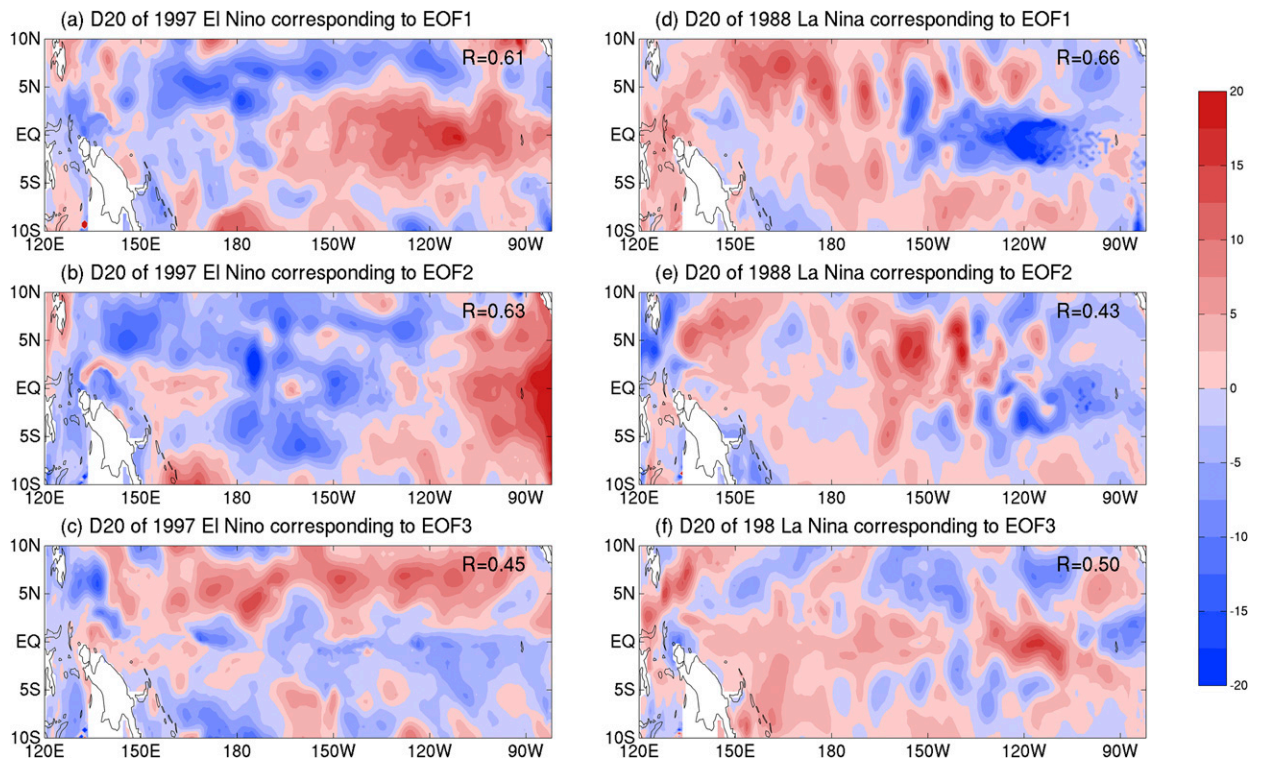 (a) D20 of 1997 El Nino corresponding to EOF1
10N
5N
EQ
5S
10S
R=0.61
120E 150E 180 150W 120W 90W
(b) D20 of 1997 El Nino corresponding to EOF2
10N
5N
EQ
5S
10S
R=0.63
120E 150E 180 150W 120W 90W
(c) D20 of 1997 El Nino corresponding to EOF3
10N
5N
EQ
5S
10S
R=0.45
120E 150E 180 150W 120W 90W
(d) D20 of 1988 La Nina corresponding to EOF1
10N
5N
EQ
5S
10S
R=0.66
120E 150E 180 150W 120W 90W
(e) D20 of 1988 La Nina corresponding to EOF2
10N
5N
EQ
5S
10S
R=0.43
120E 150E 180 150W 120W 90W
(f) D20 of 198 La Nina corresponding to EOF3
10N
5N
EQ
5S
10S
R=0.50
120E 150E 180 150W 120W 90W
20
15
10
5
0
-5
-10
-15
-20